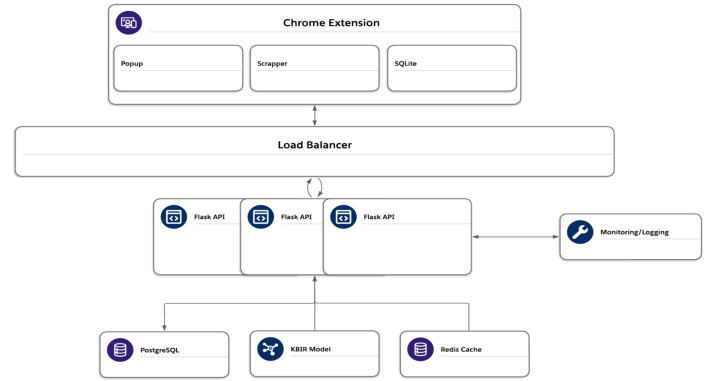 Chrome Extension
Popup
Scrapper
SQLite
Load Balancer
Flask API
Flask API
Flask API
Monitoring/Logging
PostgreSQL
KBIR Model
Redis Cache